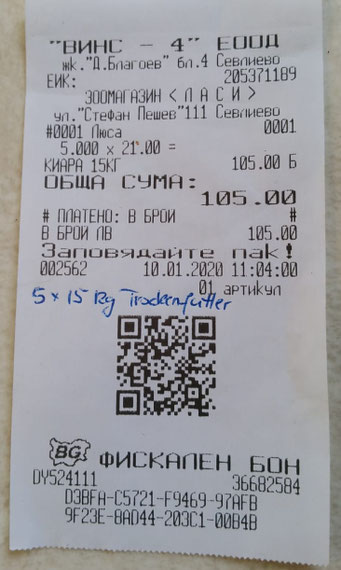 "ВИНС - 4" ЕООД
жк."Д.Благоев" бл.4 Севлиево
ЕИК: 205371189
ЗООМАГАЗИН < Л А С И >
ул."Стефан Пешев"111 Севлиево
#0001 Люса 0001
5.000 x 21.00 =
КИАРА 15КГ 105.00 Б
ОБЩА СУМА:
105.00
# ПЛАТЕНО: В БРОЙ #
В БРОЙ ЛВ 105.00
Заповядайте пак!
002562 10.01.2020 11:04:00
01 артикул
5 x 15 kg Trockenfutter
BG ФИСКАЛЕН БОН
DY524111 36682584
D3BFA-C5721-F9469-97AFB
9F23E-8AD44-203C1-00B4B